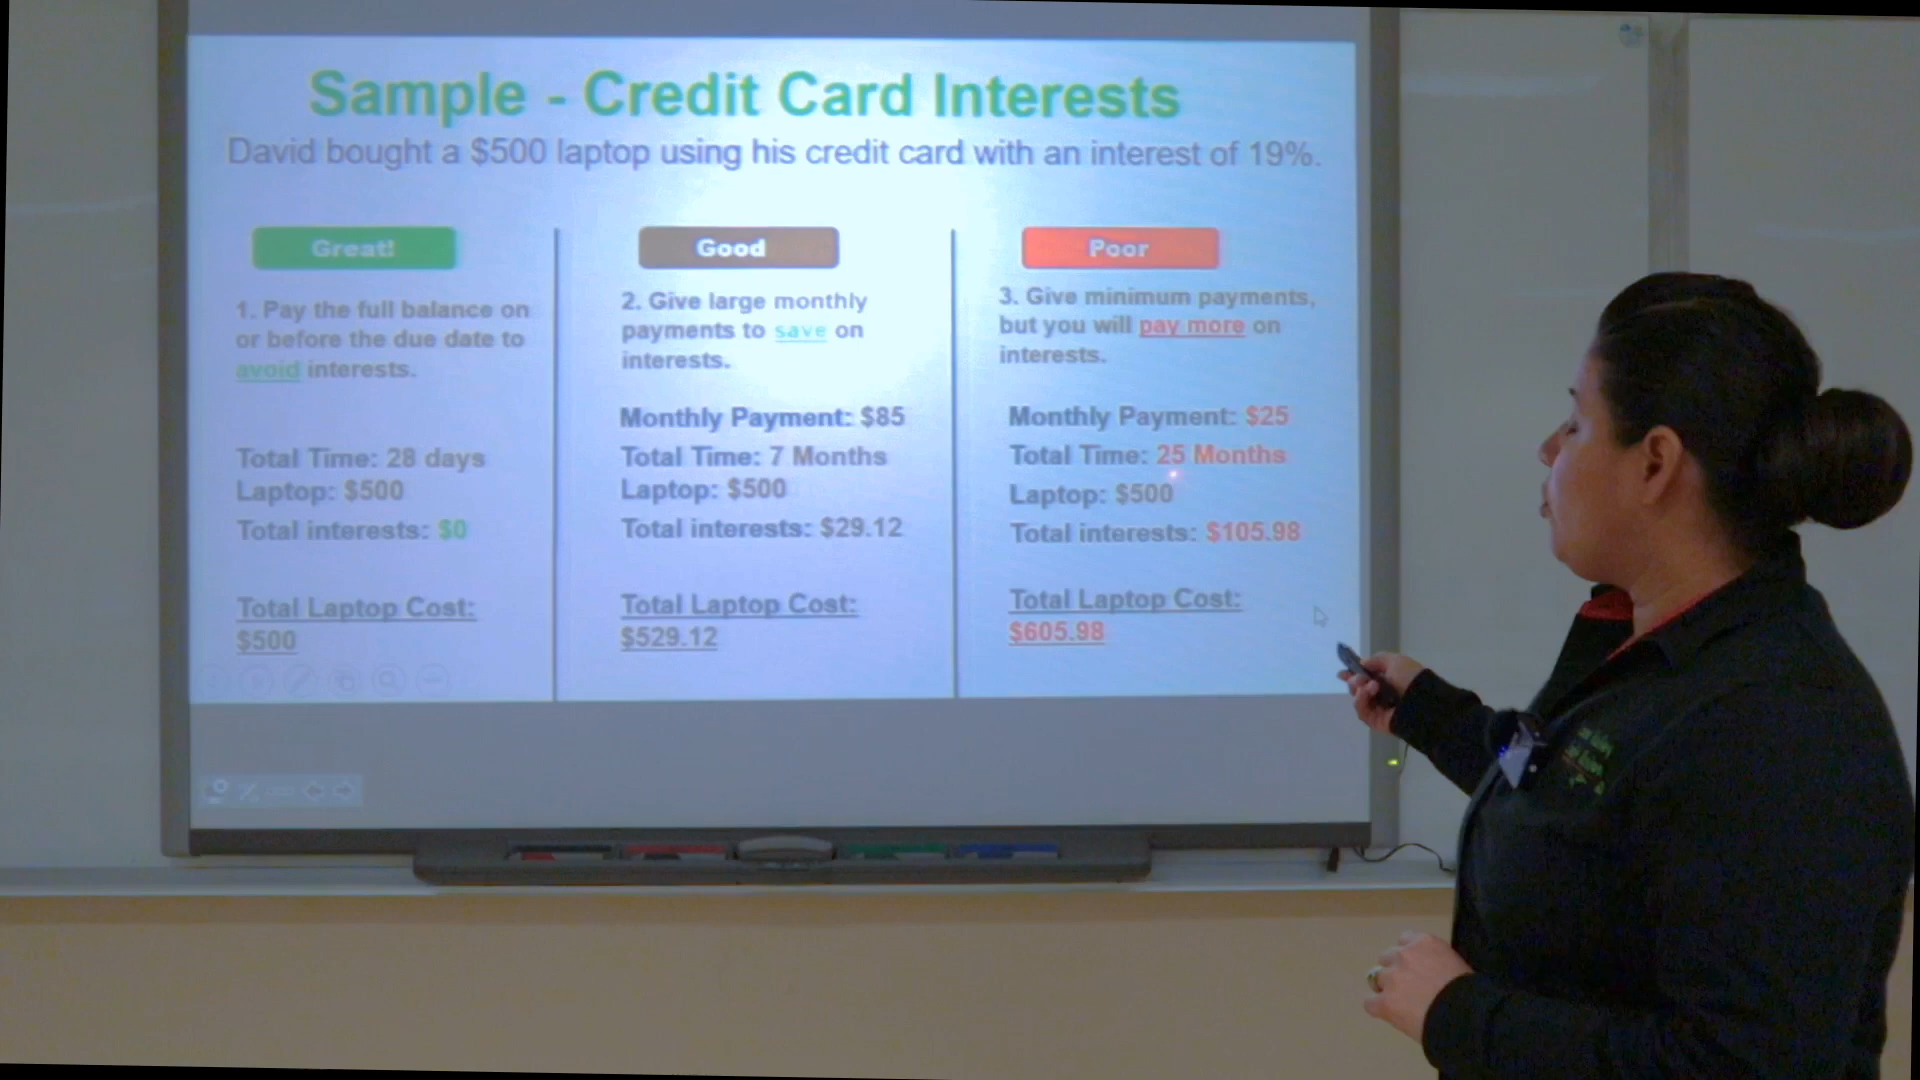 Sample - Credit Card Interests
David bought a $500 laptop using his credit card with an interest of 19%.
Great!
1. Pay the full balance on
or before the due date to
avoid interests.
Total Time: 28 days
Laptop: $500
Total interests: $0
Total Laptop Cost:
$500
Good
2. Give large monthly
payments to save on
interests.
Monthly Payment: $85
Total Time: 7 Months
Laptop: $500
Total interests: $29.12
Total Laptop Cost:
$529.12
Poor
3. Give minimum payments,
but you will pay more on
interests.
Monthly Payment: $25
Total Time: 25 Months
Laptop: $500
Total interests: $105.98
Total Laptop Cost:
$605.98